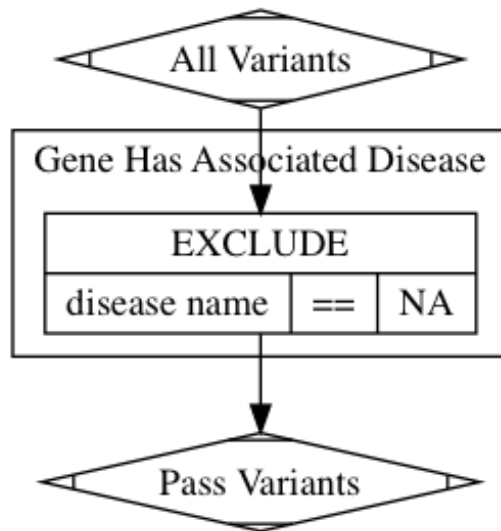 All Variants
Gene Has Associated Disease
EXCLUDE
disease name == NA
Pass Variants